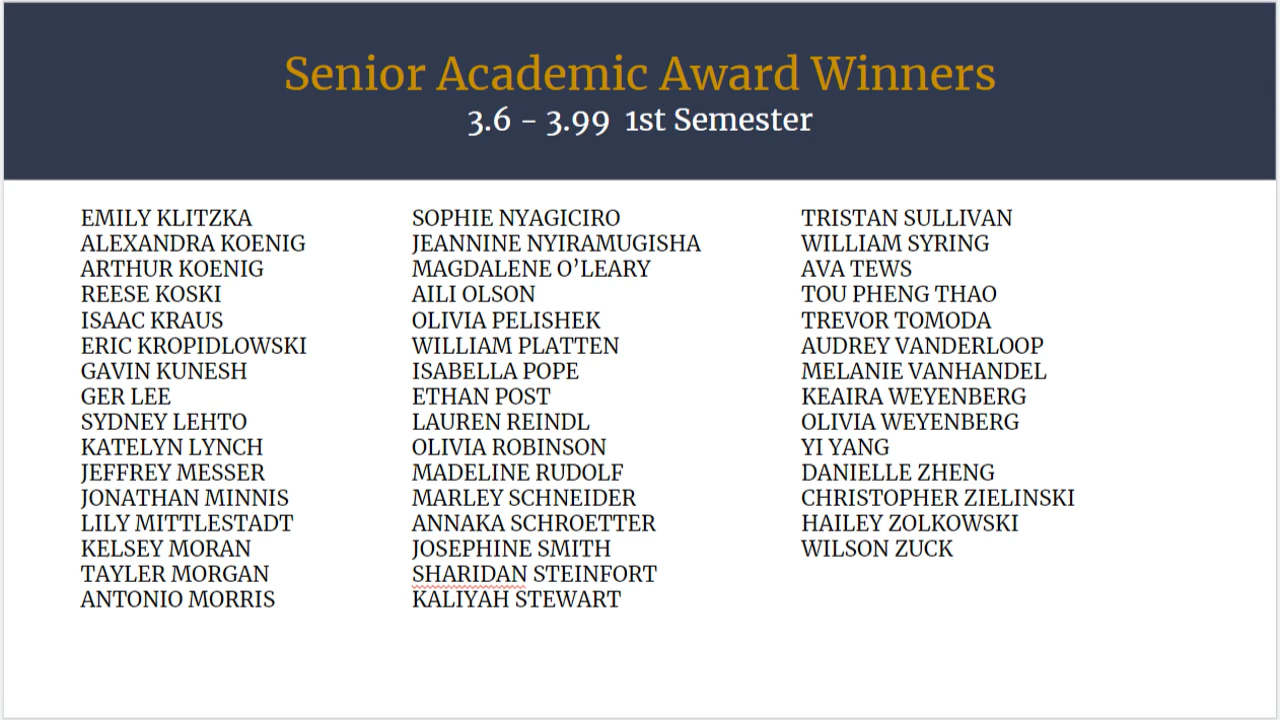 Senior Academic Award Winners
3.6 – 3.99 1st Semester
EMILY KLITZKA
ALEXANDRA KOENIG
ARTHUR KOENIG
REESE KOSKI
ISAAC KRAUS
ERIC KROPIDLOWSKI
GAVIN KUNESH
GER LEE
SYDNEY LEHTO
KATELYN LYNCH
JEFFREY MESSER
JONATHAN MINNIS
LILY MITTLESTADT
KELSEY MORAN
TAYLER MORGAN
ANTONIO MORRIS
SOPHIE NYAGICIRO
JEANNINE NYIRAMUGISHA
MAGDALENE O’LEARY
AILI OLSON
OLIVIA PELISHEK
WILLIAM PLATTEN
ISABELLA POPE
ETHAN POST
LAUREN REINDL
OLIVIA ROBINSON
MADELINE RUDOLF
MARLEY SCHNEIDER
ANNAKA SCHROETTER
JOSEPHINE SMITH
SHARIDAN STEINFORT
KALIYAH STEWART
TRISTAN SULLIVAN
WILLIAM SYRING
AVA TEWS
TOU PHENG THAO
TREVOR TOMODA
AUDREY VANDERLOOP
MELANIE VANHANDEL
KEAIRA WEYENBERG
OLIVIA WEYENBERG
YI YANG
DANIELLE ZHENG
CHRISTOPHER ZIELINSKI
HAILEY ZOLKOWSKI
WILSON ZUCK